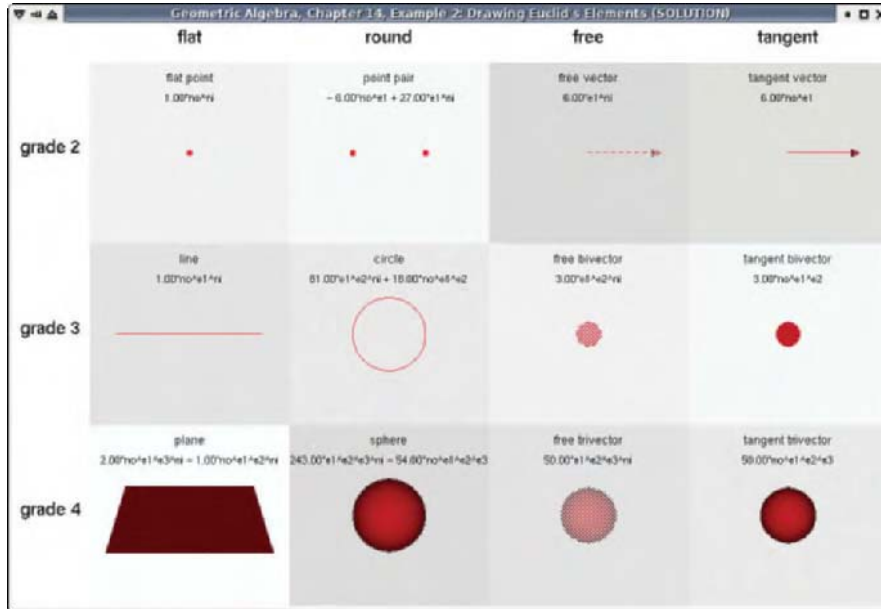 Geometric Algebra, Chapter 14, Example 2: Drawing Euclid's Elements (SOLUTION)
flat round free tangent
flat point point pair free vector tangent vector
1.00*no^ni - 6.00*no^e1 + 27.00*e1^ni 6.00*e1^ni 6.00*no^e1
grade 2
line circle free bivector tangent bivector
1.00*no^e1^ni 81.00*e1^e2^ni + 18.00*no^e1^e2 3.00*e1^e2^ni 3.00*no^e1^e2
grade 3
plane sphere free trivector tangent trivector
2.00*no^e1^e3^ni - 1.00*no^e1^e2^ni 243.00*e1^e2^e3^ni - 54.00*no^e1^e2^e3 50.00*e1^e2^e3^ni 50.00*no^e1^e2^e3
grade 4